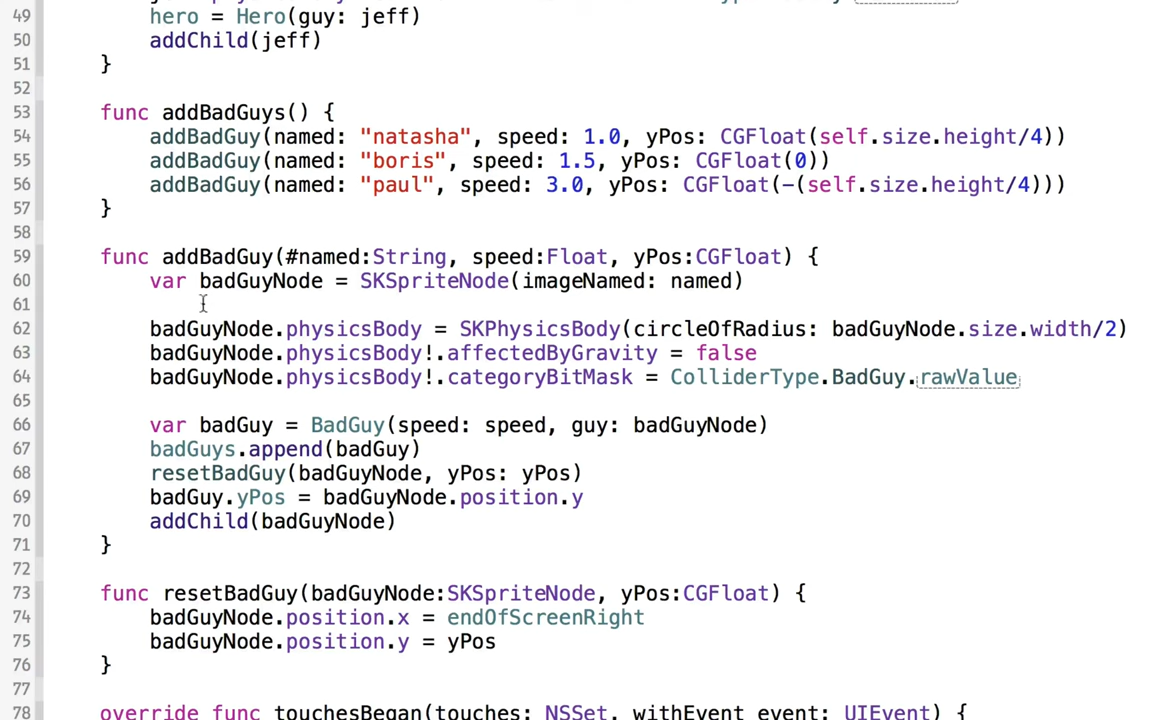 49 hero = Hero(guy: jeff)
50 addChild(jeff)
51 }
52
53 func addBadGuys() {
54 addBadGuy(named: "natasha", speed: 1.0, yPos: CGFloat(self.size.height/4))
55 addBadGuy(named: "boris", speed: 1.5, yPos: CGFloat(0))
56 addBadGuy(named: "paul", speed: 3.0, yPos: CGFloat(-(self.size.height/4)))
57 }
58
59 func addBadGuy(#named:String, speed:Float, yPos:CGFloat) {
60 var badGuyNode = SKSpriteNode(imageNamed: named)
61
62 badGuyNode.physicsBody = SKPhysicsBody(circleOfRadius: badGuyNode.size.width/2)
63 badGuyNode.physicsBody!.affectedByGravity = false
64 badGuyNode.physicsBody!.categoryBitMask = ColliderType.BadGuy.rawValue
65
66 var badGuy = BadGuy(speed: speed, guy: badGuyNode)
67 badGuys.append(badGuy)
68 resetBadGuy(badGuyNode, yPos: yPos)
69 badGuy.yPos = badGuyNode.position.y
70 addChild(badGuyNode)
71 }
72
73 func resetBadGuy(badGuyNode:SKSpriteNode, yPos:CGFloat) {
74 badGuyNode.position.x = endOfScreenRight
75 badGuyNode.position.y = yPos
76 }
77
78 override func touchesBegan(touches: NSSet, withEvent event: UIEvent) {